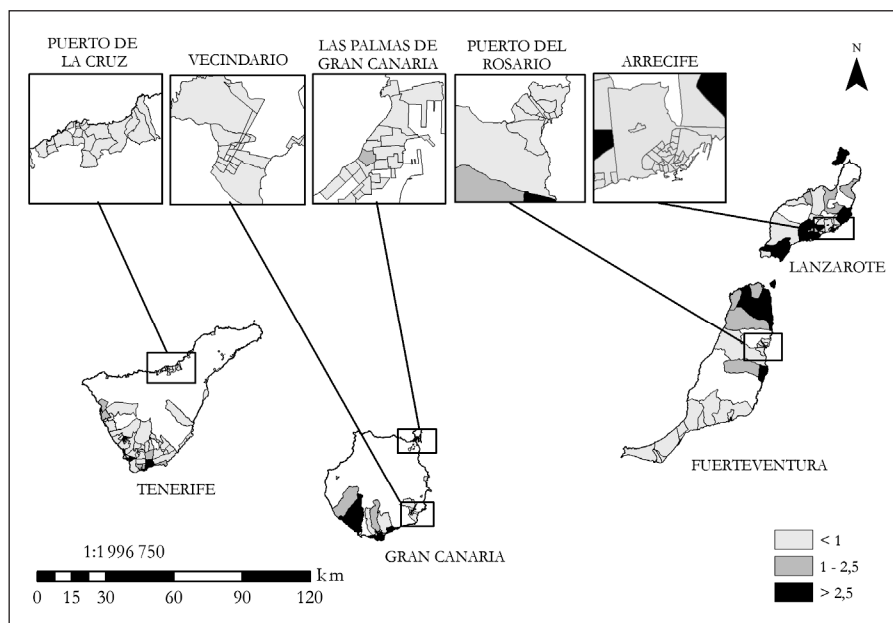 PUERTO DE
LA CRUZ
VECINDARIO
LAS PALMAS DE
GRAN CANARIA
PUERTO DEL
ROSARIO
ARRECIFE
N
LANZAROTE
FUERTEVENTURA
TENERIFE
GRAN CANARIA
1:1 996 750
km
0 15 30 60 90 120
< 1
1 - 2,5
> 2,5